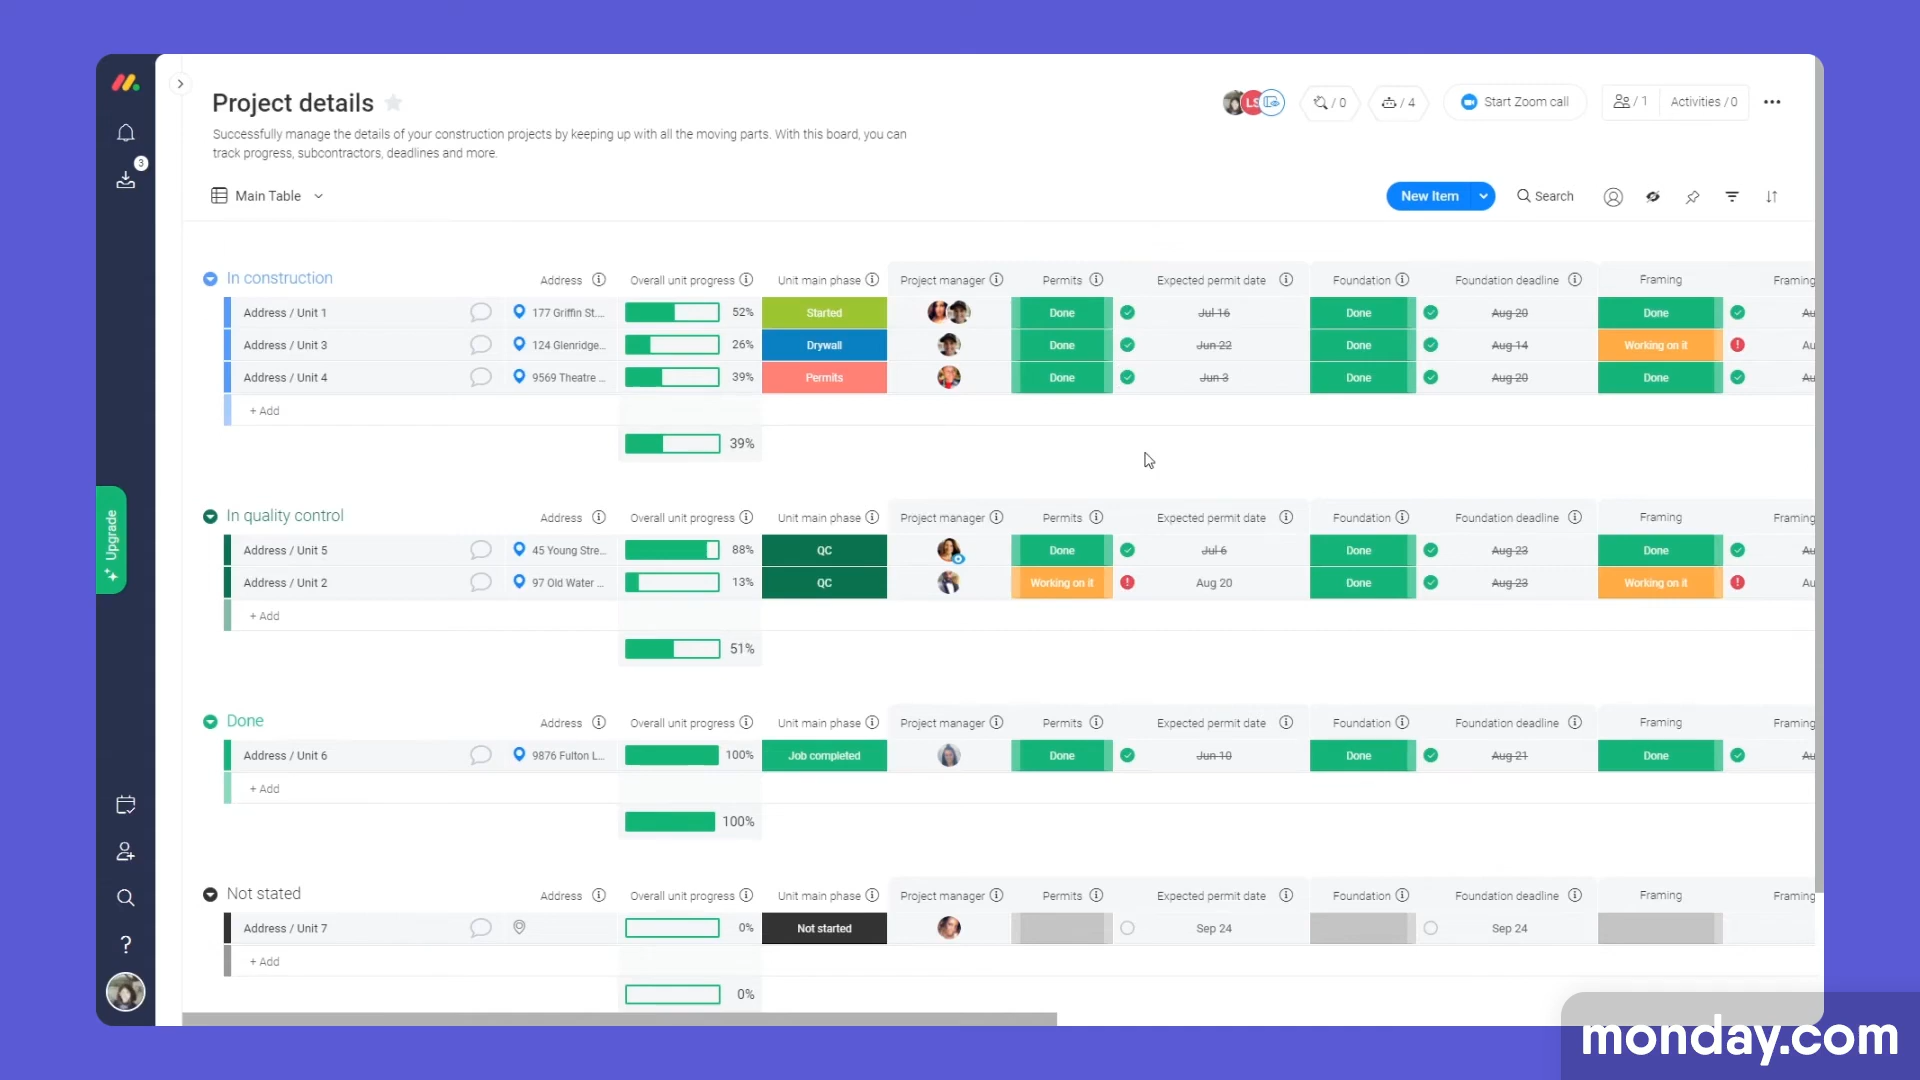 Project details
LS
/ 0
/ 4
Start Zoom call
/ 1
Activities / 0
Successfully manage the details of your construction projects by keeping up with all the moving parts. With this board, you can
track progress, subcontractors, deadlines and more.
3
Main Table
New Item
Search
In construction Address Overall unit progress Unit main phase Project manager Permits Expected permit date Foundation Foundation deadline Framing Framing
Address / Unit 1 177 Griffin St... 52% Started Done Jul 16 Done Aug 20 Done Au
Address / Unit 3 124 Glenridge... 26% Drywall Done Jun 22 Done Aug 14 Working on it Au
Address / Unit 4 9569 Theatre ... 39% Permits Done Jun 3 Done Aug 20 Done Au
+ Add
39%
In quality control Address Overall unit progress Unit main phase Project manager Permits Expected permit date Foundation Foundation deadline Framing Framing
Address / Unit 5 45 Young Stre... 88% QC Done Jul 6 Done Aug 23 Done Au
Address / Unit 2 97 Old Water ... 13% QC Working on it Aug 20 Done Aug 23 Working on it Au
+ Add
51%
Upgrade
Done Address Overall unit progress Unit main phase Project manager Permits Expected permit date Foundation Foundation deadline Framing Framing
Address / Unit 6 9876 Fulton L... 100% Job completed Done Jun 10 Done Aug 21 Done Au
+ Add
100%
Not stated Address Overall unit progress Unit main phase Project manager Permits Expected permit date Foundation Foundation deadline Framing Framing
Address / Unit 7 0% Not started Sep 24 Sep 24
+ Add
0%
?
monday.com